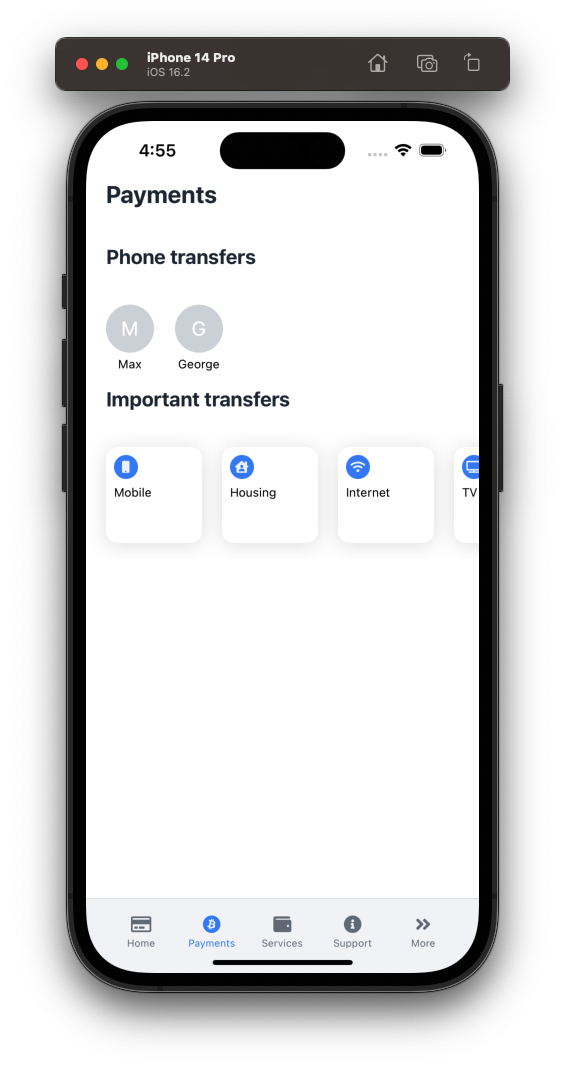 iPhone 14 Pro
iOS 16.2
4:55
Payments
Phone transfers
M G
Max George
Important transfers
Mobile Housing Internet TV
Home Payments Services Support More